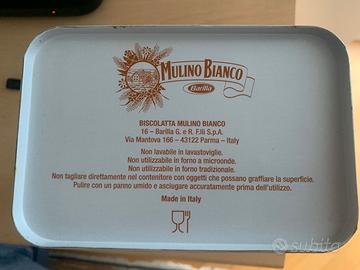 MULINO BIANCO
Barilla
BISCOLATTA MULINO BIANCO
16 – Barilla G. e R. F.lli S.p.A.
Via Mantova 166 – 43122 Parma – Italy
Non lavabile in lavastoviglie.
Non utilizzabile in forno a microonde.
Non utilizzabile in forno tradizionale.
Non tagliare direttamente nel contenitore con oggetti che possano graffiare la superficie.
Pulire con un panno umido e asciugare accuratamente prima dell'utilizzo.
Made in Italy
subito